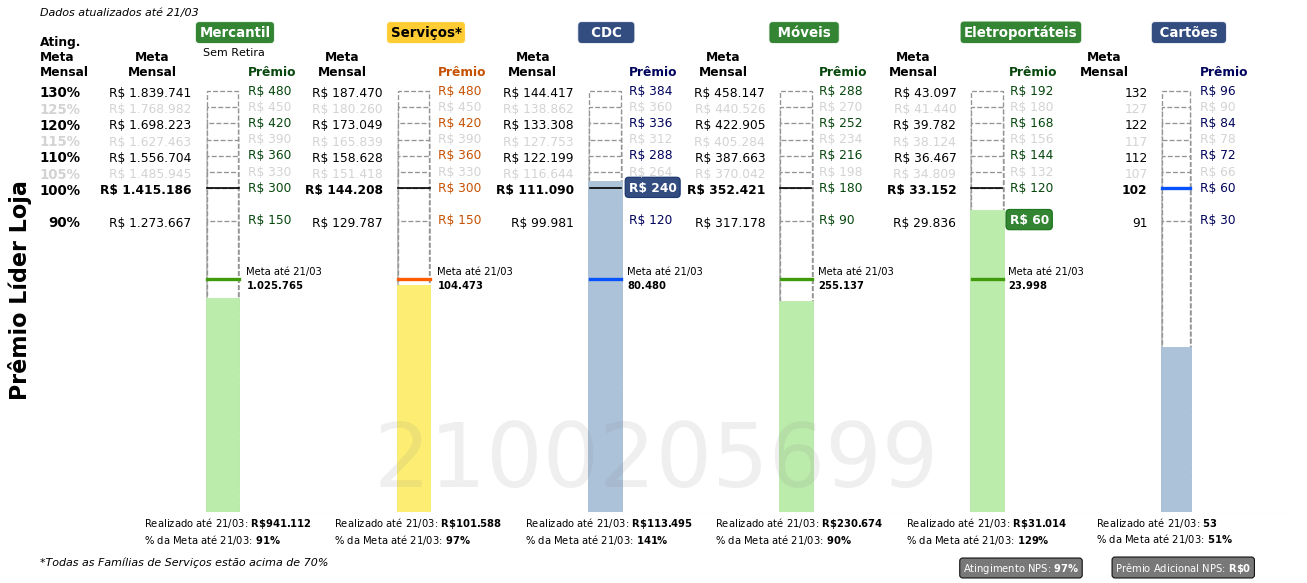 Dados atualizados até 21/03
Mercantil Serviços* CDC Móveis Eletroportáteis Cartões
Sem Retira
Ating. Meta Mensal Meta Mensal Prêmio Meta Mensal Prêmio Meta Mensal Prêmio Meta Mensal Prêmio Meta Mensal Prêmio Meta Mensal Prêmio
130% R$ 1.839.741 R$ 480 R$ 187.470 R$ 480 R$ 144.417 R$ 384 R$ 458.147 R$ 288 R$ 43.097 R$ 192 132 R$ 96
125% R$ 1.768.982 R$ 450 R$ 180.260 R$ 450 R$ 138.862 R$ 360 R$ 440.526 R$ 270 R$ 41.440 R$ 180 127 R$ 90
120% R$ 1.698.223 R$ 420 R$ 173.049 R$ 420 R$ 133.308 R$ 336 R$ 422.905 R$ 252 R$ 39.782 R$ 168 122 R$ 84
115% R$ 1.627.463 R$ 390 R$ 165.839 R$ 390 R$ 127.753 R$ 312 R$ 405.284 R$ 234 R$ 38.124 R$ 156 117 R$ 78
110% R$ 1.556.704 R$ 360 R$ 158.628 R$ 360 R$ 122.199 R$ 288 R$ 387.663 R$ 216 R$ 36.467 R$ 144 112 R$ 72
105% R$ 1.485.945 R$ 330 R$ 151.418 R$ 330 R$ 116.644 R$ 264 R$ 370.042 R$ 198 R$ 34.809 R$ 132 107 R$ 66
100% R$ 1.415.186 R$ 300 R$ 144.208 R$ 300 R$ 111.090 R$ 240 R$ 352.421 R$ 180 R$ 33.152 R$ 120 102 R$ 60
90% R$ 1.273.667 R$ 150 R$ 129.787 R$ 150 R$ 99.981 R$ 120 R$ 317.178 R$ 90 R$ 29.836 R$ 60 91 R$ 30
Prêmio Líder Loja
Meta até 21/03 Meta até 21/03 Meta até 21/03 Meta até 21/03 Meta até 21/03
1.025.765 104.473 80.480 255.137 23.998
21000205699
Realizado até 21/03: R$941.112 Realizado até 21/03: R$101.588 Realizado até 21/03: R$113.495 Realizado até 21/03: R$230.674 Realizado até 21/03: R$31.014 Realizado até 21/03: 53
% da Meta até 21/03: 91% % da Meta até 21/03: 97% % da Meta até 21/03: 141% % da Meta até 21/03: 90% % da Meta até 21/03: 129% % da Meta até 21/03: 51%
*Todas as Famílias de Serviços estão acima de 70%
Atingimento NPS: 97% Prêmio Adicional NPS: R$0